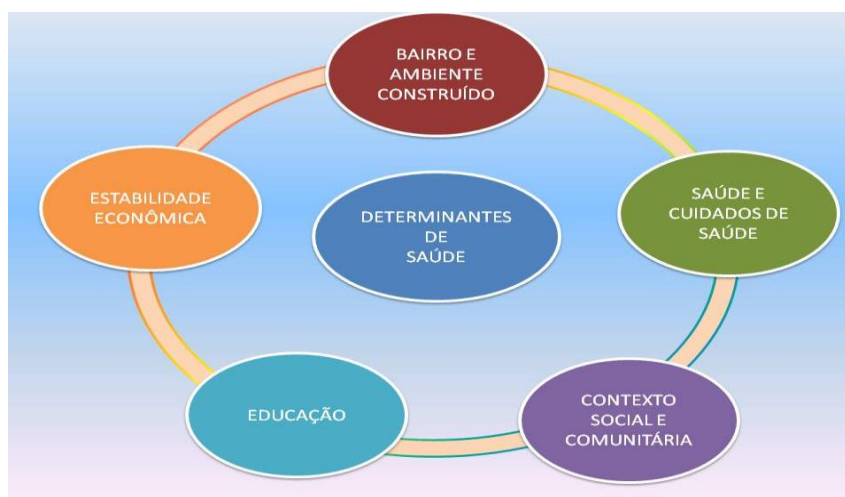 BAIRRO E
AMBIENTE
CONSTRUÍDO
ESTABILIDADE
ECONÔMICA
SAÚDE E
CUIDADOS DE
SAÚDE
DETERMINANTES
DE
SAÚDE
EDUCAÇÃO
CONTEXTO
SOCIAL E
COMUNITÁRIA